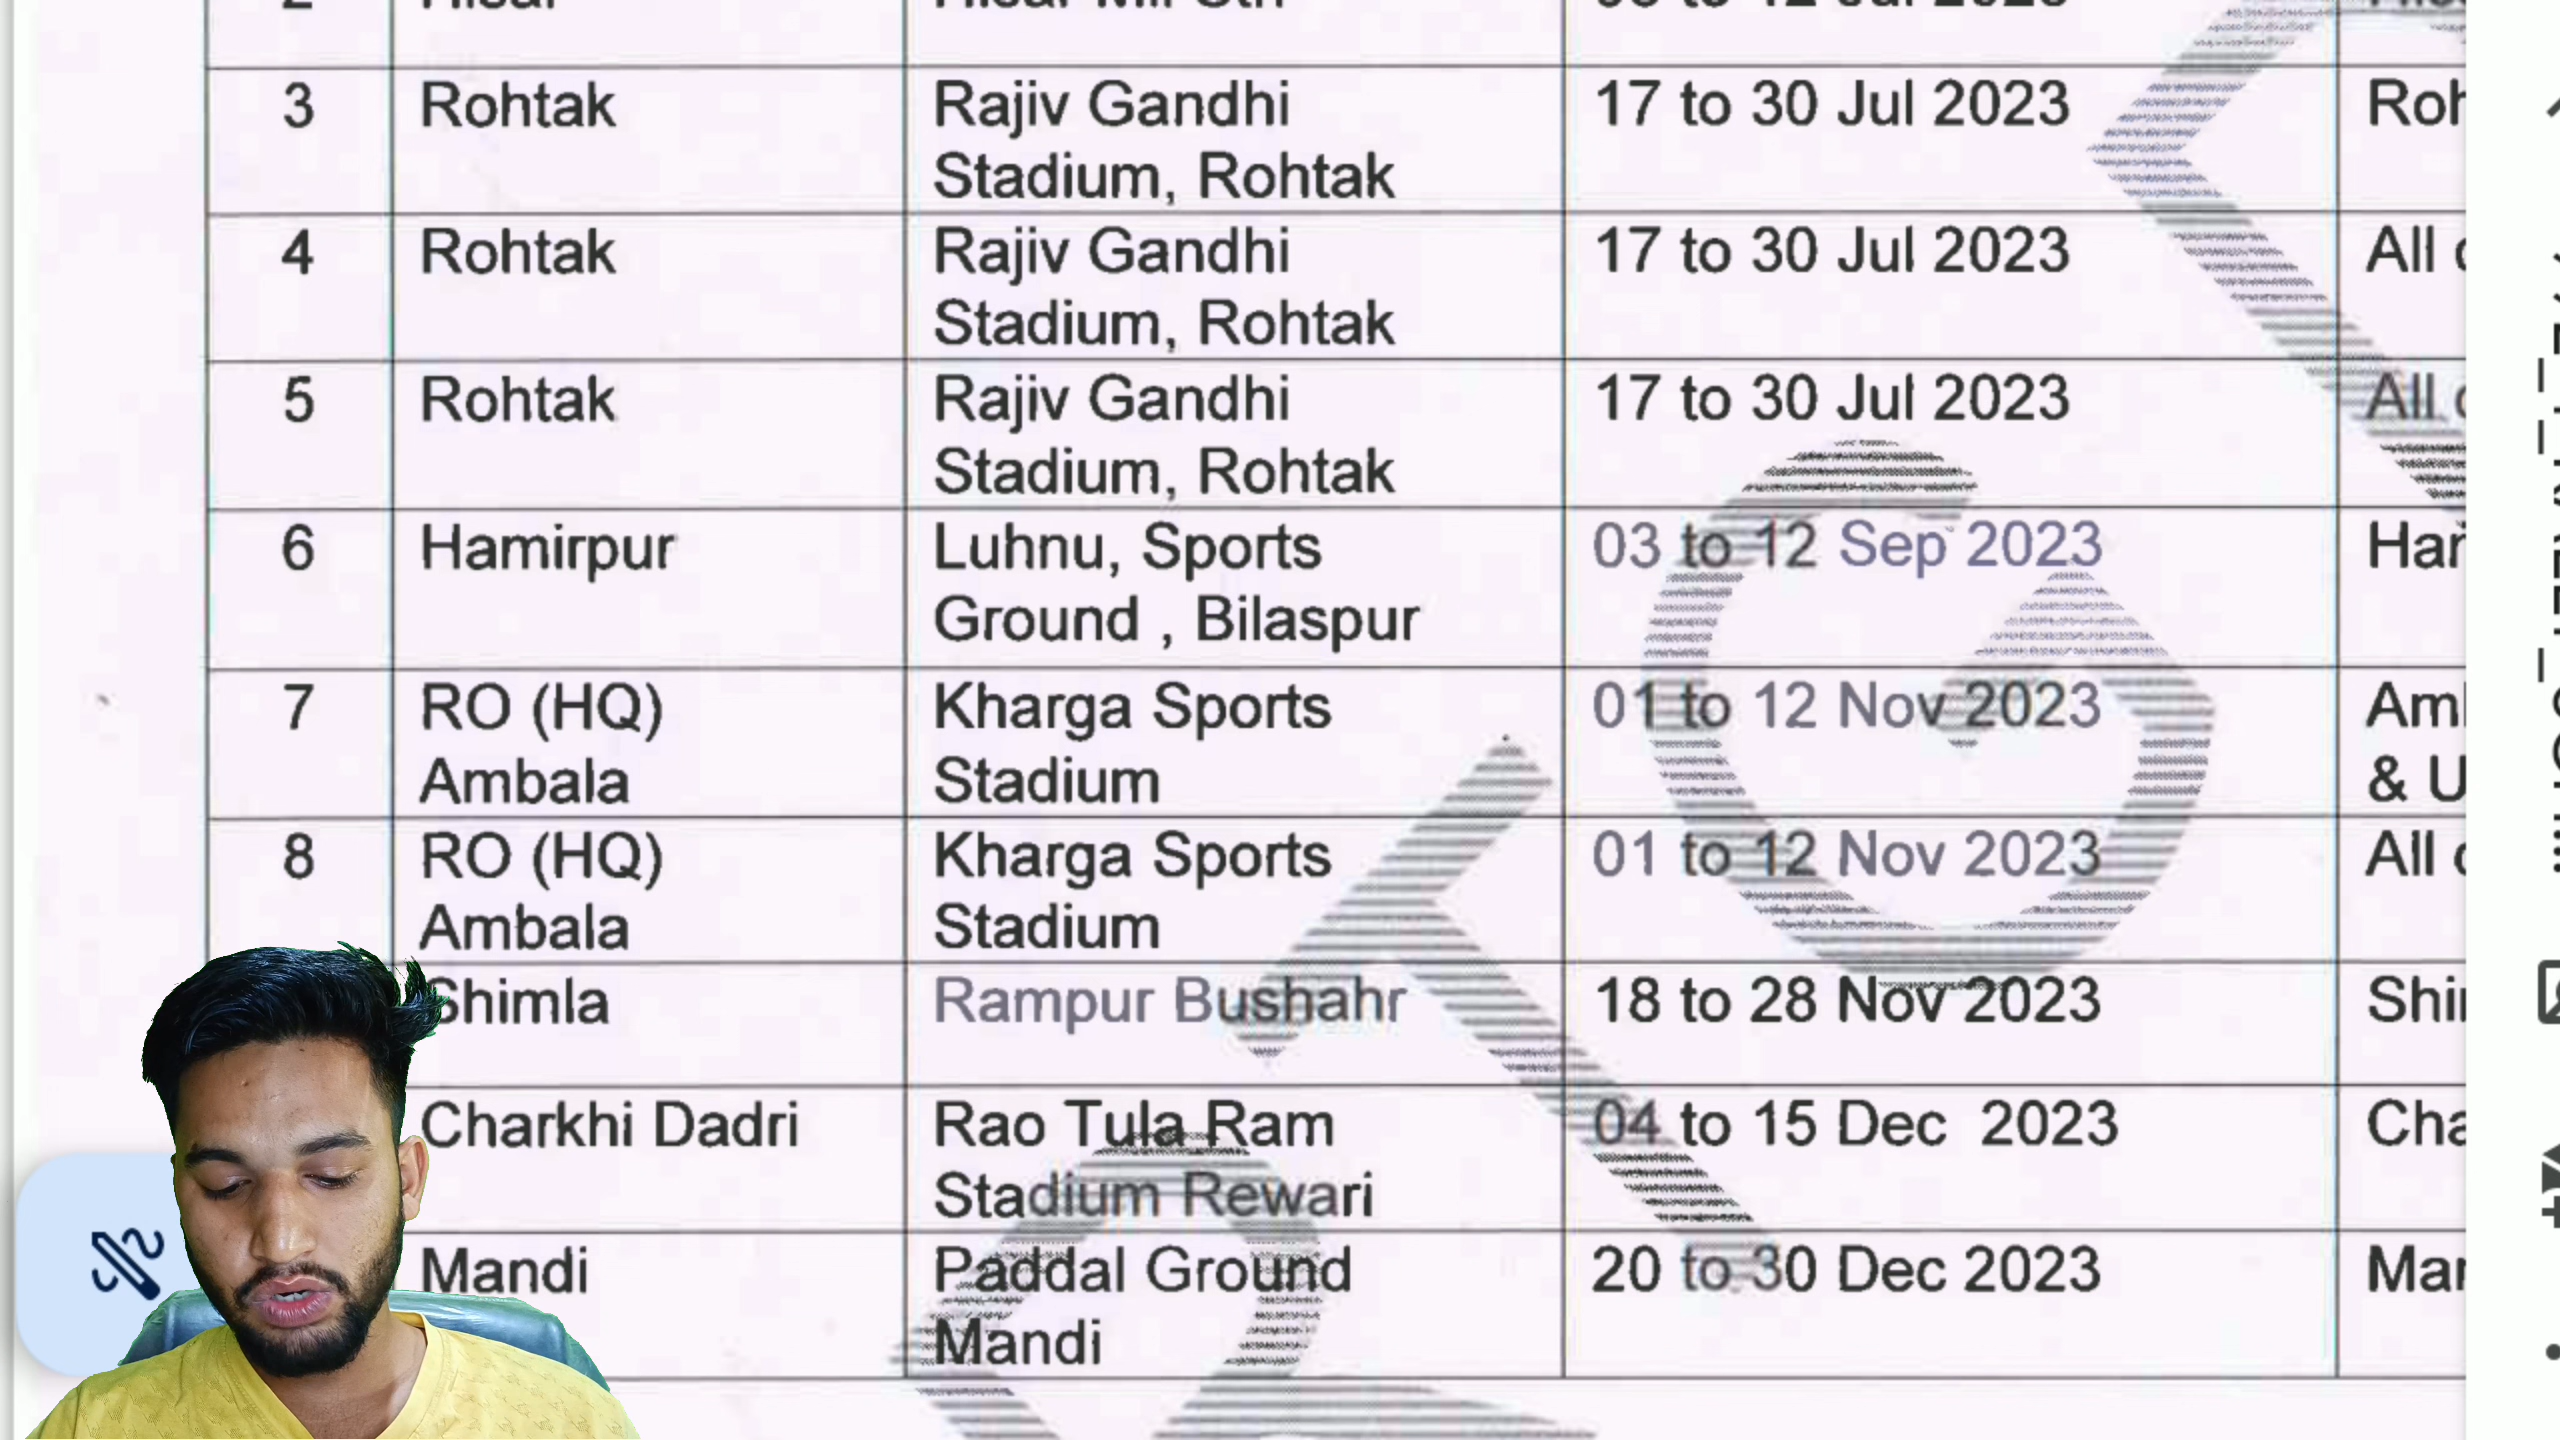 3 Rohtak Rajiv Gandhi 17 to 30 Jul 2023
Stadium, Rohtak
4 Rohtak Rajiv Gandhi 17 to 30 Jul 2023 All
Stadium, Rohtak
5 Rohtak Rajiv Gandhi 17 to 30 Jul 2023 All
Stadium, Rohtak
6 Hamirpur Luhnu, Sports 03 to 12 Sep 2023
Ground , Bilaspur
7 RO (HQ) Kharga Sports 01 to 12 Nov 2023
Ambala Stadium & U
8 RO (HQ) Kharga Sports 01 to 12 Nov 2023 All
Ambala Stadium
Shimla Rampur Bushahr 18 to 28 Nov 2023
Charkhi Dadri Rao Tula Ram 04 to 15 Dec 2023
Stadium Rewari
Mandi Paddal Ground 20 to 30 Dec 2023
Mandi